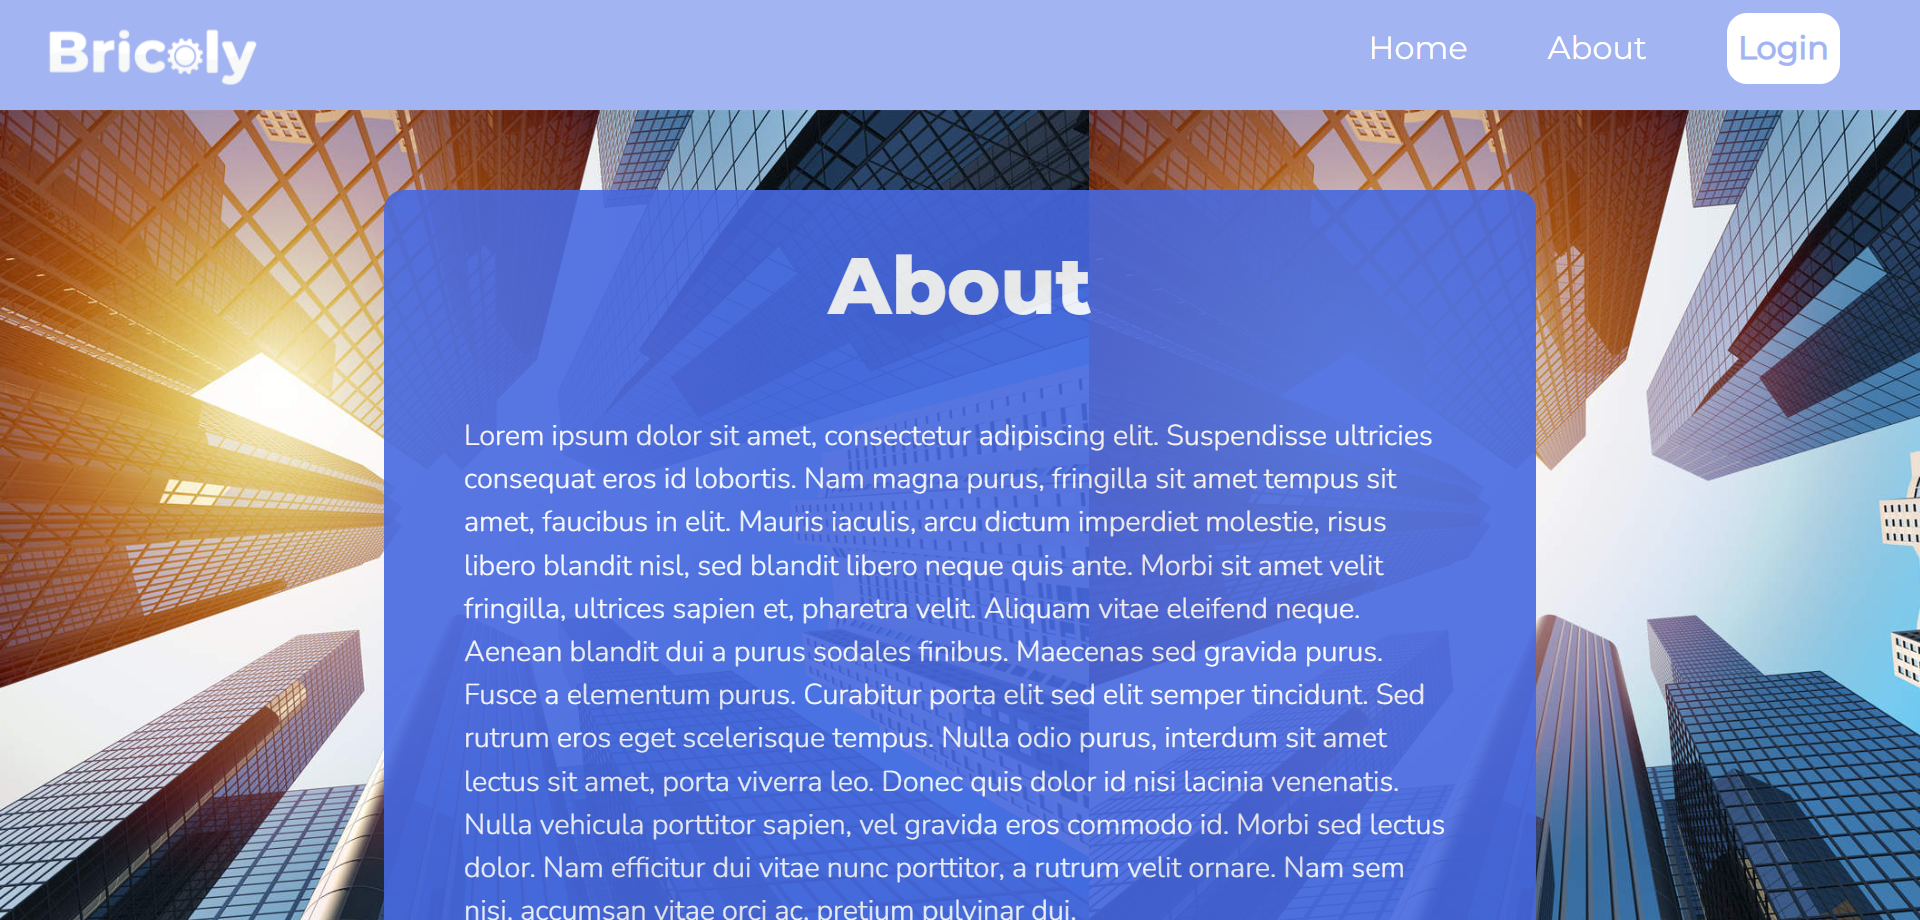 Bricoly
Home
About
Login
About
Lorem ipsum dolor sit amet, consectetur adipiscing elit. Suspendisse ultricies
consequat eros id lobortis. Nam magna purus, fringilla sit amet tempus sit
amet, faucibus in elit. Mauris iaculis, arcu dictum imperdiet molestie, risus
libero blandit nisl, sed blandit libero neque quis ante. Morbi sit amet velit
fringilla, ultrices sapien et, pharetra velit. Aliquam vitae eleifend neque.
Aenean blandit dui a purus sodales finibus. Maecenas sed gravida purus.
Fusce a elementum purus. Curabitur porta elit sed elit semper tincidunt. Sed
rutrum eros eget scelerisque tempus. Nulla odio purus, interdum sit amet
lectus sit amet, porta viverra leo. Donec quis dolor id nisi lacinia venenatis.
Nulla vehicula porttitor sapien, vel gravida eros commodo id. Morbi sed lectus
dolor. Nam efficitur dui vitae nunc porttitor, a rutrum velit ornare. Nam sem
nisi, accumsan vitae orci ac, pretium pulvinar dui.